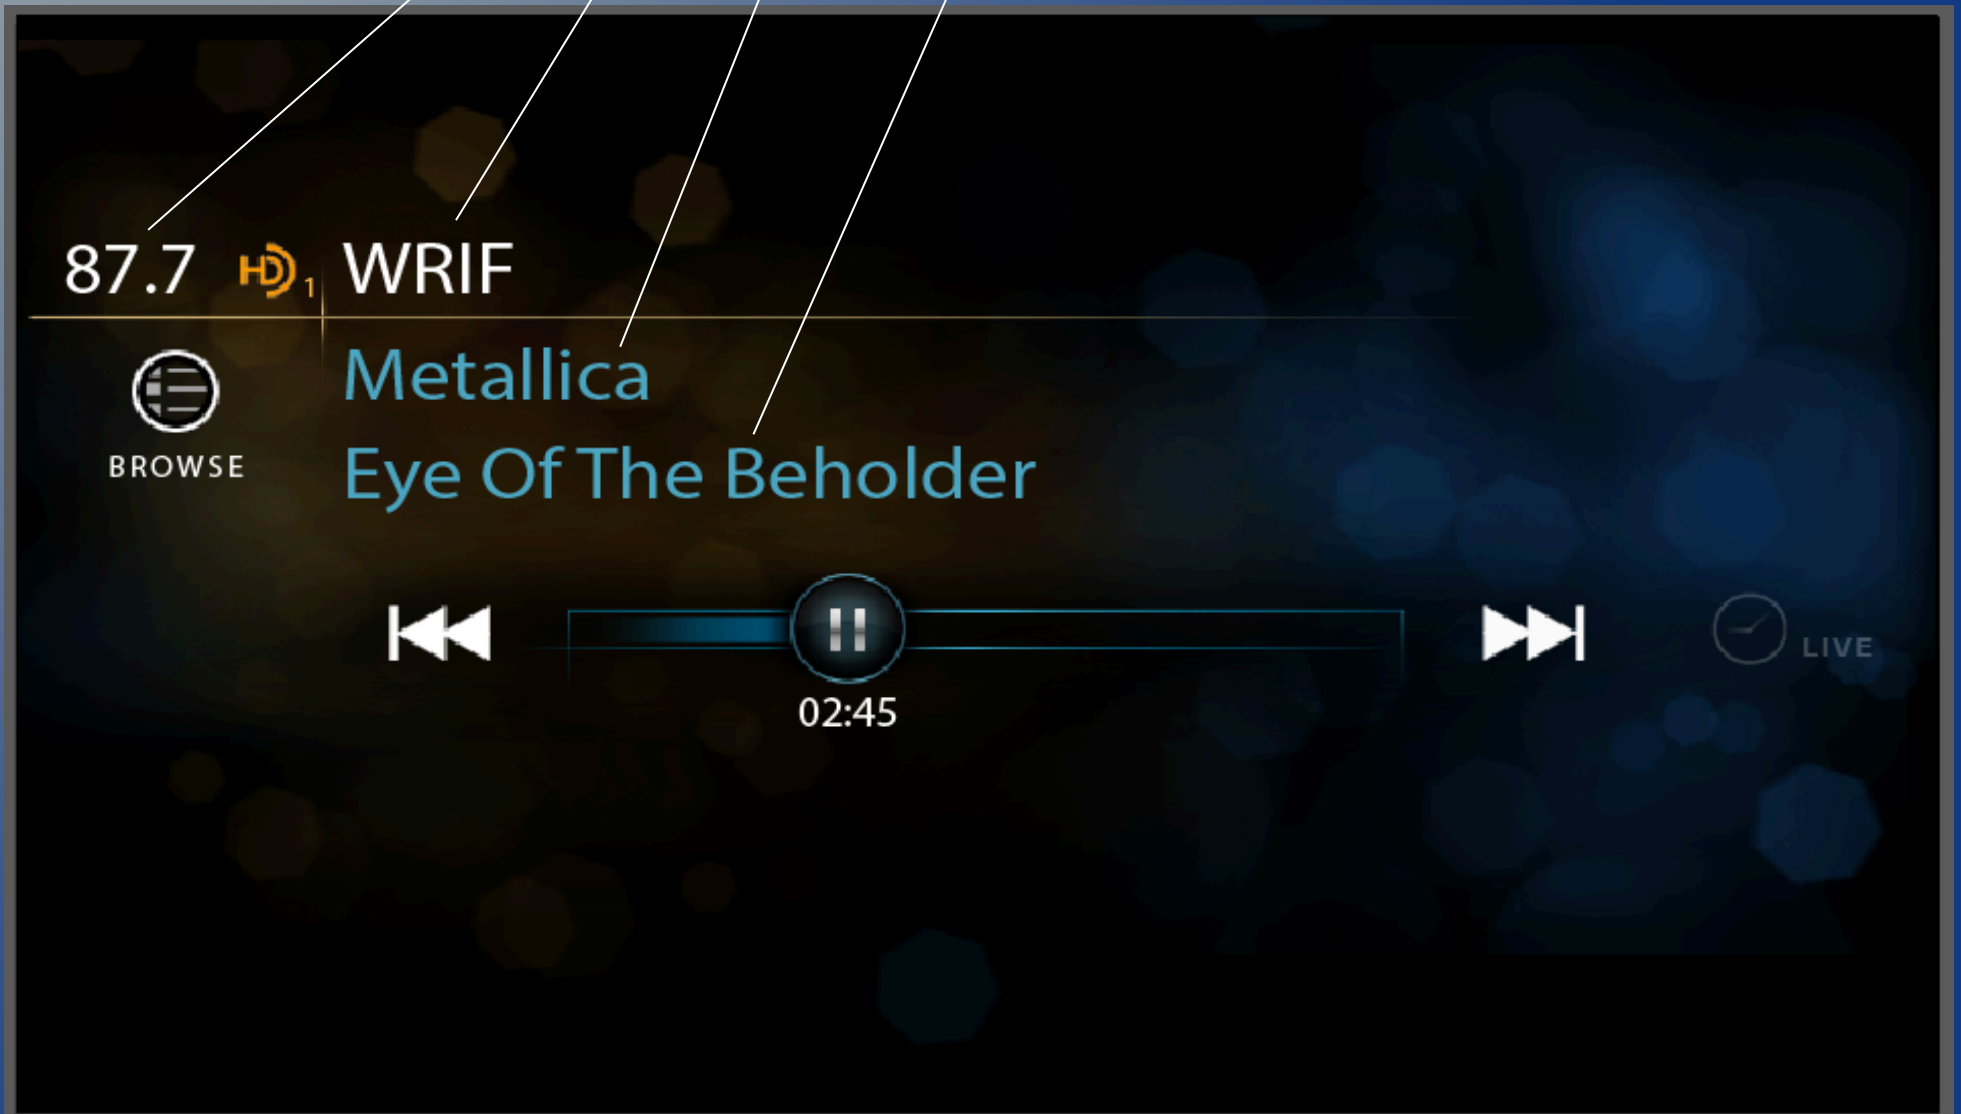 87.7 HD 1 WRIF
Metallica
BROWSE
Eye Of The Beholder
LIVE
02:45